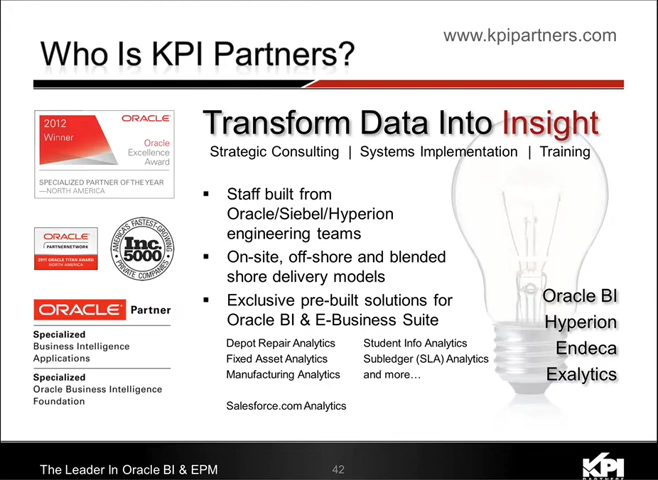 www.kpipartners.com
Who Is KPI Partners?
2012
Winner
ORACLE
Oracle
Excellence
Award
SPECIALIZED PARTNER OF THE YEAR
—NORTH AMERICA
ORACLE
PARTNERNETWORK
2011 ORACLE TITAN AWARD
NORTH AMERICA
AMERICA'S FASTEST-GROWING
Inc.
5000
PRIVATE COMPANIES
ORACLE Partner
Specialized
Business Intelligence
Applications
Specialized
Oracle Business Intelligence
Foundation
Transform Data Into Insight
Strategic Consulting | Systems Implementation | Training
▪ Staff built from
Oracle/Siebel/Hyperion
engineering teams
▪ On-site, off-shore and blended
shore delivery models
▪ Exclusive pre-built solutions for
Oracle BI & E-Business Suite
Depot Repair Analytics
Fixed Asset Analytics
Manufacturing Analytics
Salesforce.com Analytics
Student Info Analytics
Subledger (SLA) Analytics
and more…
Oracle BI
Hyperion
Endeca
Exalytics
The Leader In Oracle BI & EPM
42
KPI
PARTNERS